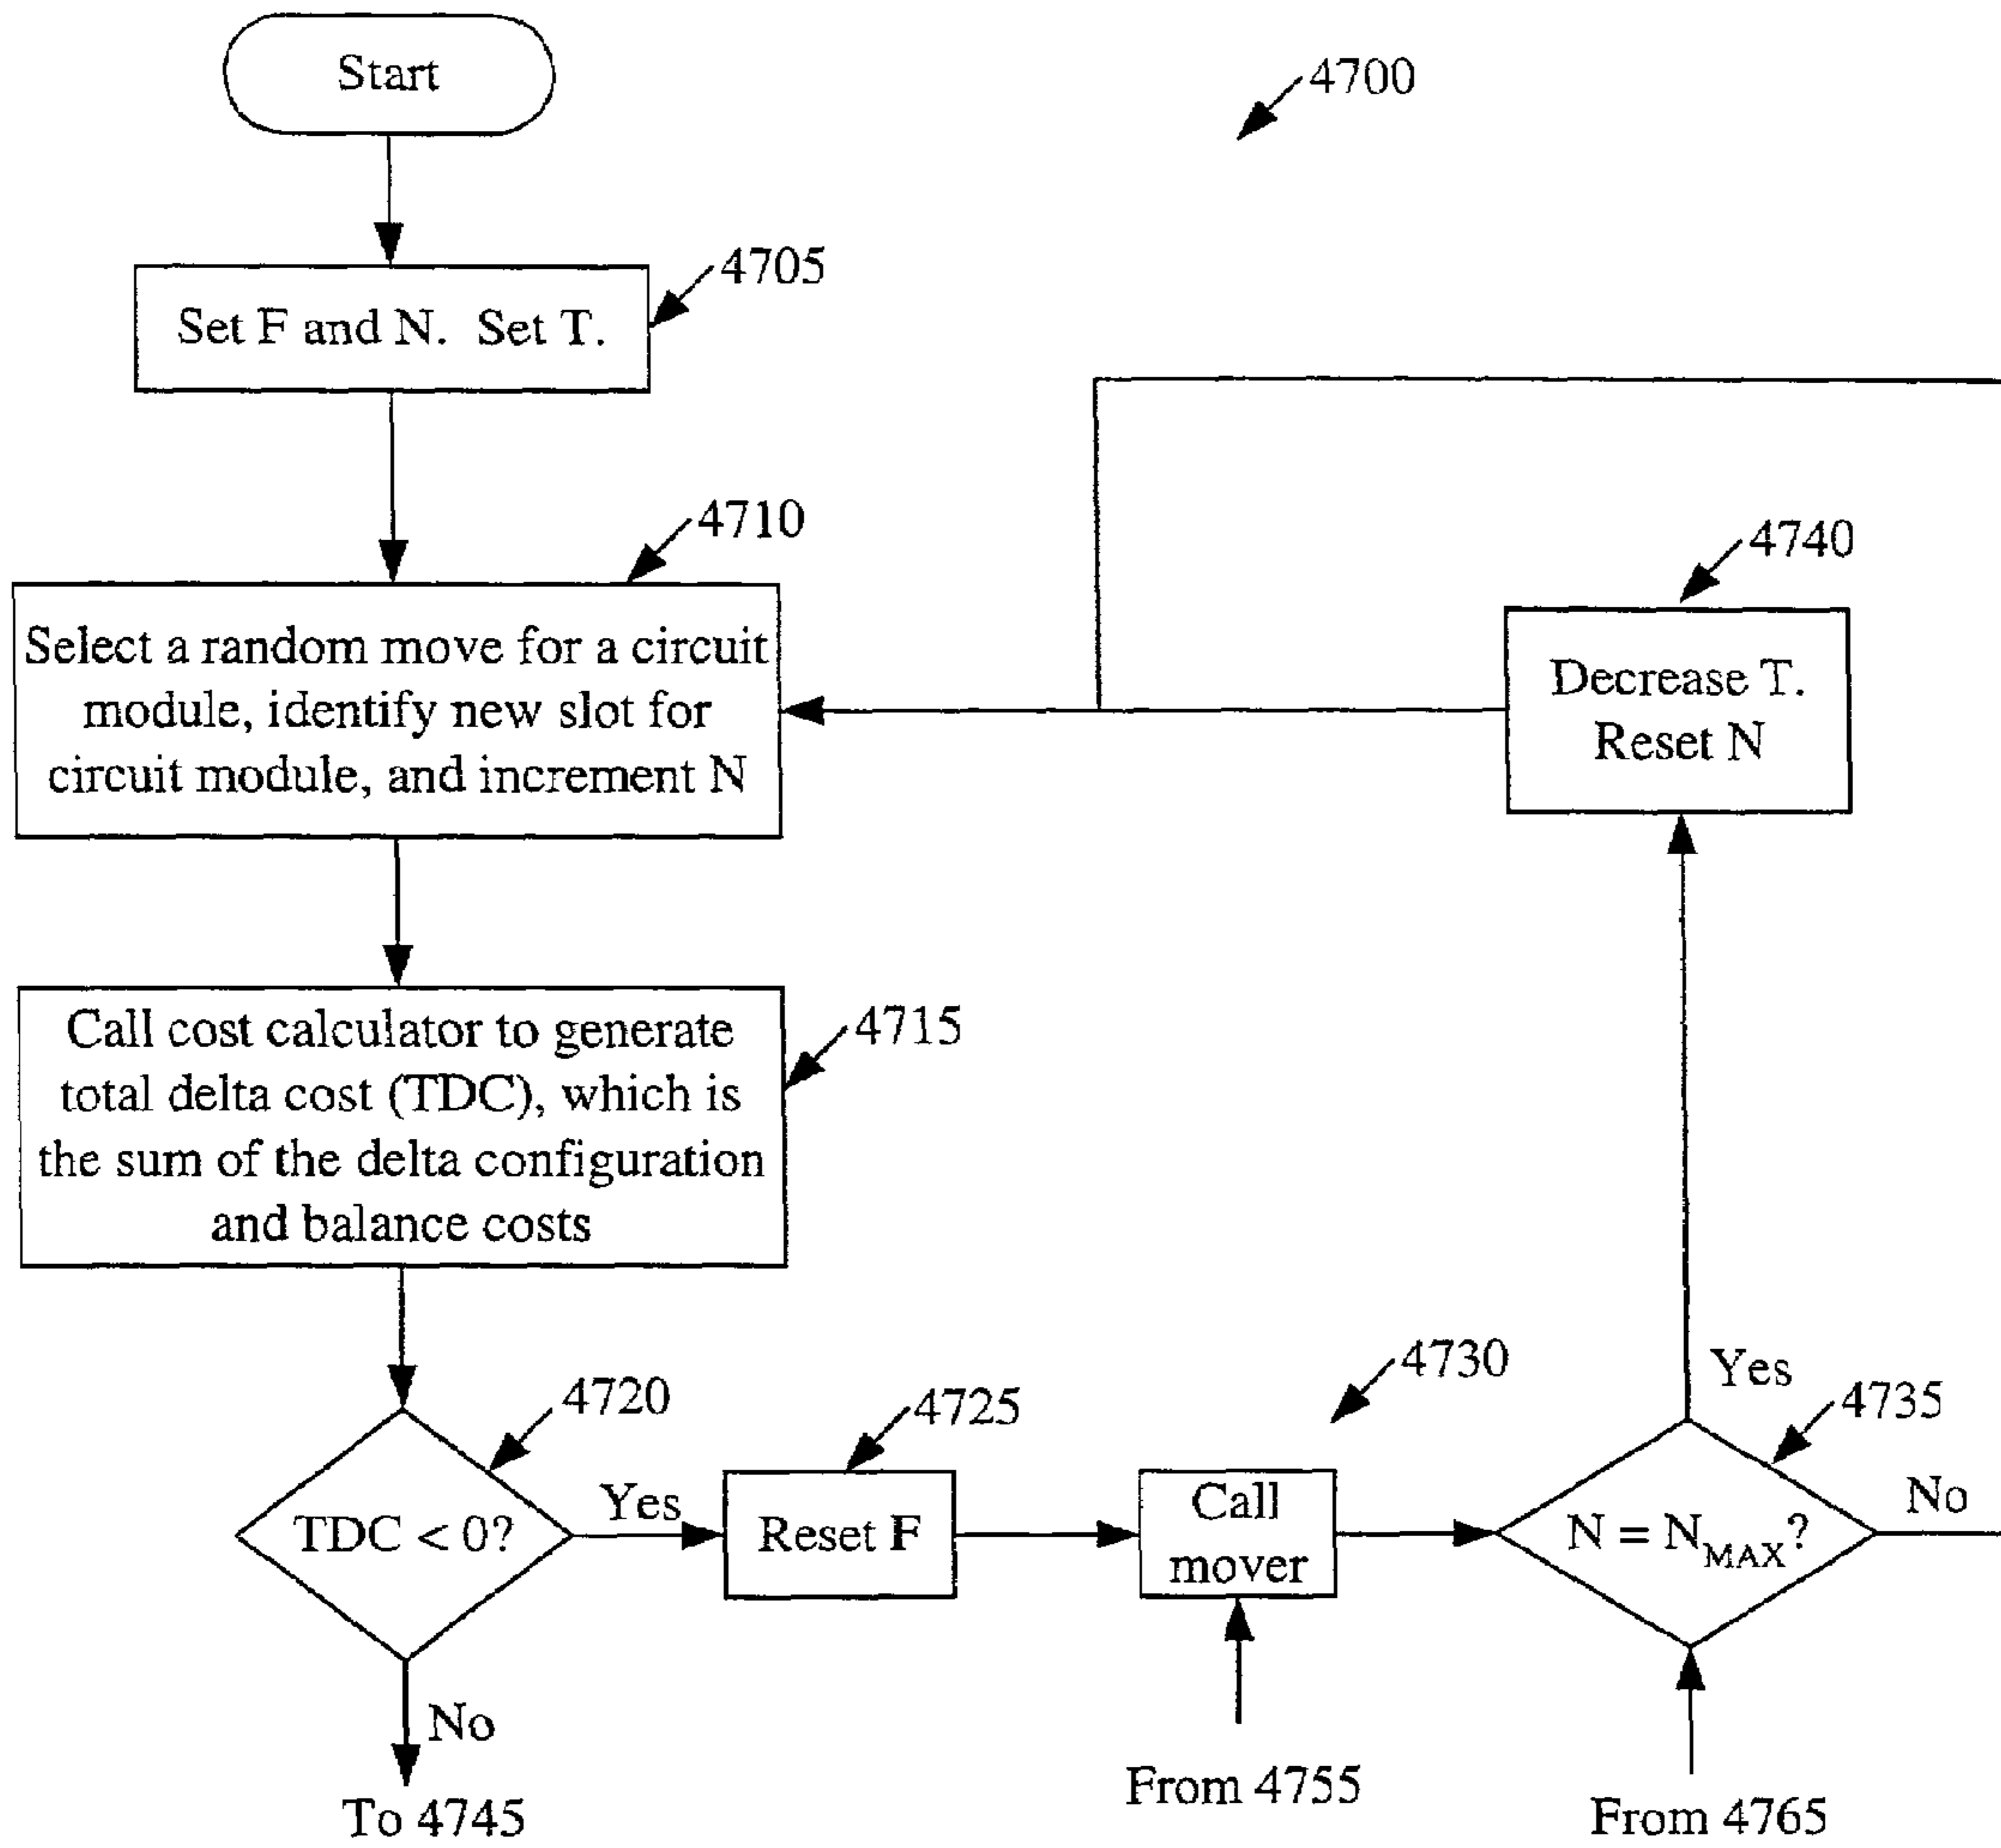 Start
4700
4705
Set F and N. Set T.
4710
4740
Select a random move for a circuit
module, identify new slot for
circuit module, and increment N
Decrease T.
Reset N
4715
Call cost calculator to generate
total delta cost (TDC), which is
the sum of the delta configuration
and balance costs
4720
4725
4730
Yes
4735
TDC < 0?
Yes
Reset F
Call
mover
N = NMAX?
No
No
To 4745
From 4755
From 4765